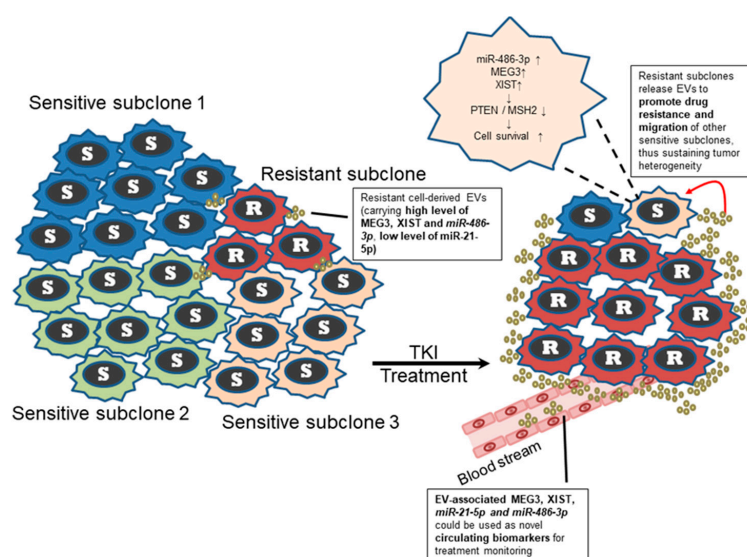 Sensitive subclone 1
S
S
S
S
S
S
S
S
S
Resistant subclone
R
R
R
Resistant cell-derived EVs
(carrying high level of
MEG3, XIST and miR-486-
3p, low level of miR-21-
5p)
S
S
S
S
S
S
S
S
Sensitive subclone 2
S
S
S
S
S
S
Sensitive subclone 3
TKI
Treatment
miR-486-3p ↑
MEG3↑
XIST↑
↓
PTEN / MSH2 ↓
↓
Cell survival ↑
Resistant subclones
release EVs to
promote drug
resistance and
migration of other
sensitive subclones,
thus sustaining tumor
heterogeneity
S
S
R
R
R
R
R
R
R
R
R
Blood stream
EV-associated MEG3, XIST,
miR-21-5p and miR-486-3p
could be used as novel
circulating biomarkers for
treatment monitoring